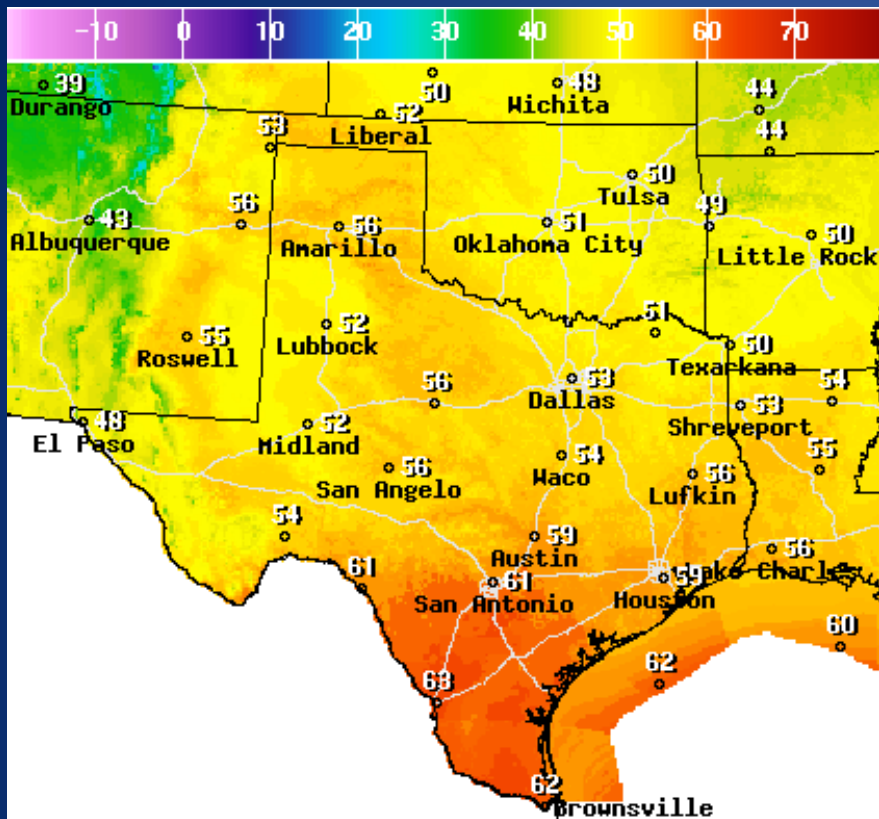 -10 0 10 20 30 40 50 60 70
39
Durango
50
48
Wichita
44
52
Liberal
44
53
50
Tulsa
56
43
Albuquerque
56
Amarillo
51
Oklahoma City
49
50
Little Rock
55
Roswell
52
Lubbock
51
50
Texarkana
56
53
Dallas
54
53
Shreveport
48
El Paso
52
Midland
56
San Angelo
54
Waco
56
Lufkin
55
54
59
Austin
56
Lake Charles
61
61
San Antonio
59
Houston
60
62
63
62
Brownsville